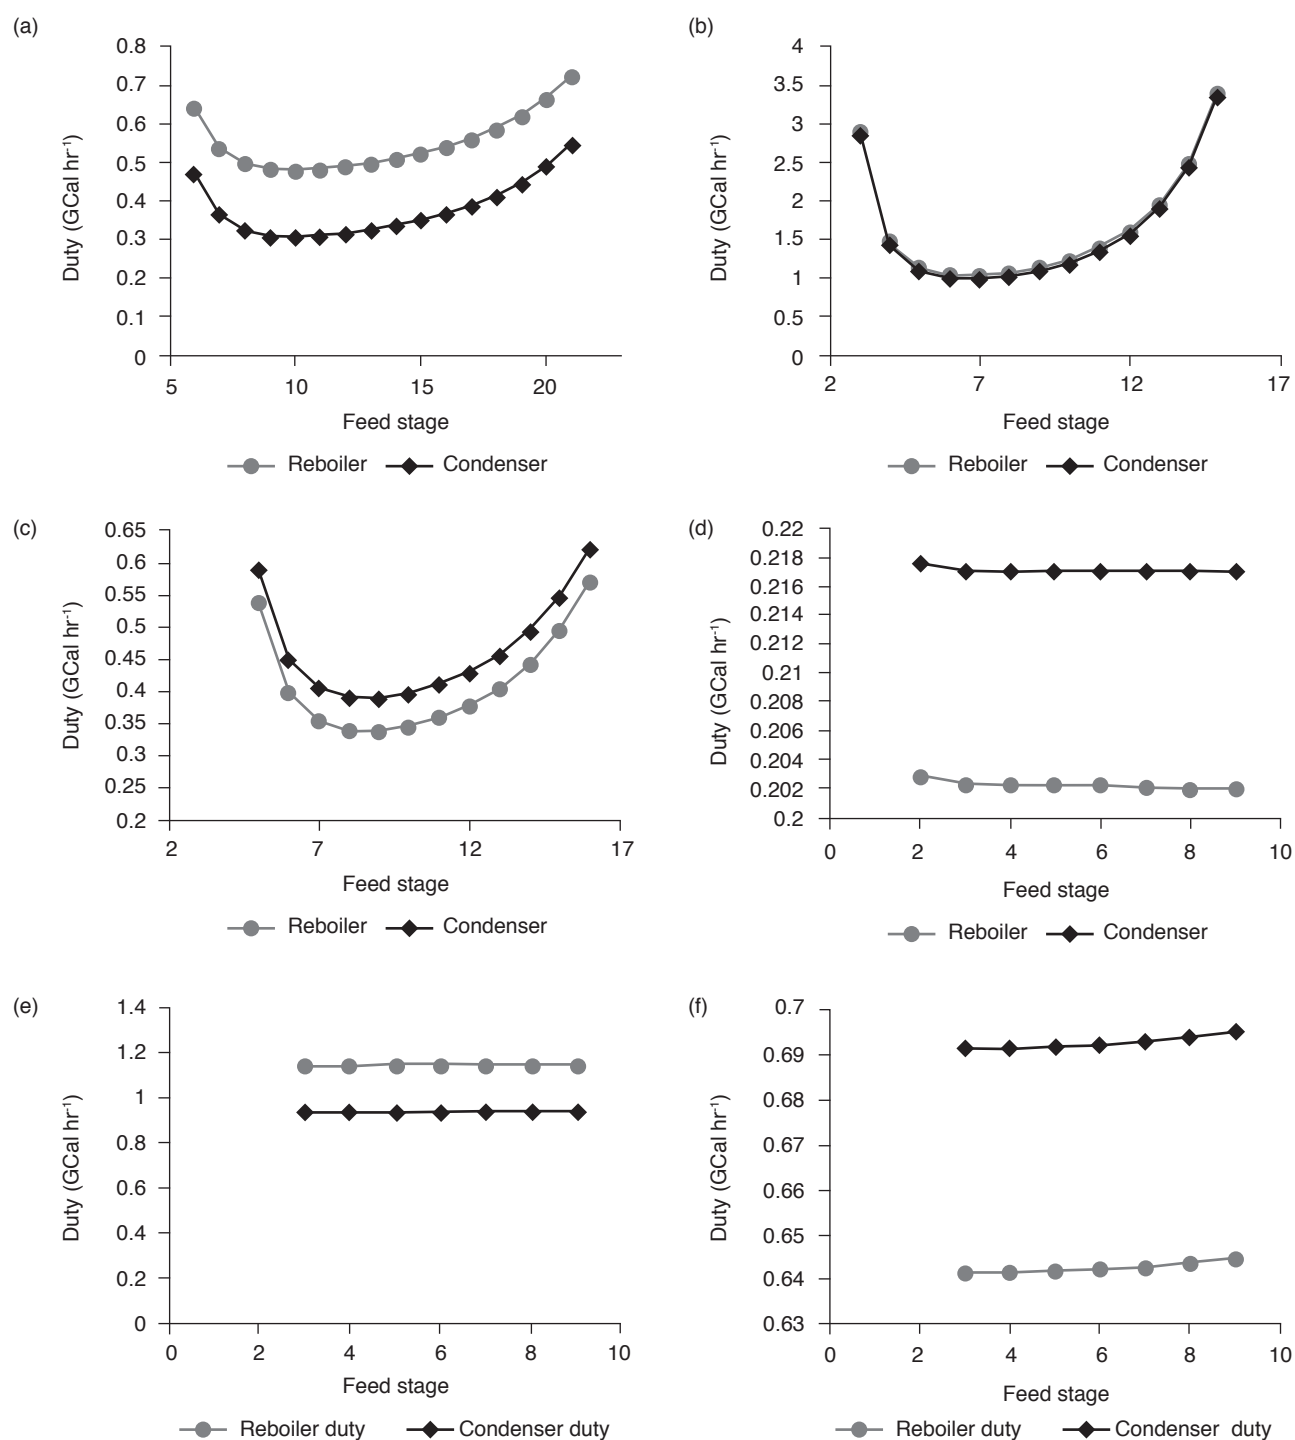 (a)
0.8
0.7
0.6
0.5
0.4
0.3
0.2
0.1
0
Duty (GCal hr-1)
5 10 15 20
Feed stage
Reboiler Condenser
(b)
4
3.5
3
2.5
2
1.5
1
0.5
0
Duty (GCal hr-1)
2 7 12 17
Feed stage
Reboiler Condenser
(c)
0.65
0.6
0.55
0.5
0.45
0.4
0.35
0.3
0.25
0.2
Duty (GCal hr-1)
2 7 12 17
Feed stage
Reboiler Condenser
(d)
0.22
0.218
0.216
0.214
0.212
0.21
0.208
0.206
0.204
0.202
0.2
Duty (GCal hr-1)
0 2 4 6 8 10
Feed stage
Reboiler Condenser
(e)
1.4
1.2
1
0.8
0.6
0.4
0.2
0
Duty (GCal hr-1)
0 2 4 6 8 10
Feed stage
Reboiler duty Condenser duty
(f)
0.7
0.69
0.68
0.67
0.66
0.65
0.64
0.63
Duty (GCal hr-1)
0 2 4 6 8 10
Feed stage
Reboiler duty Condenser duty